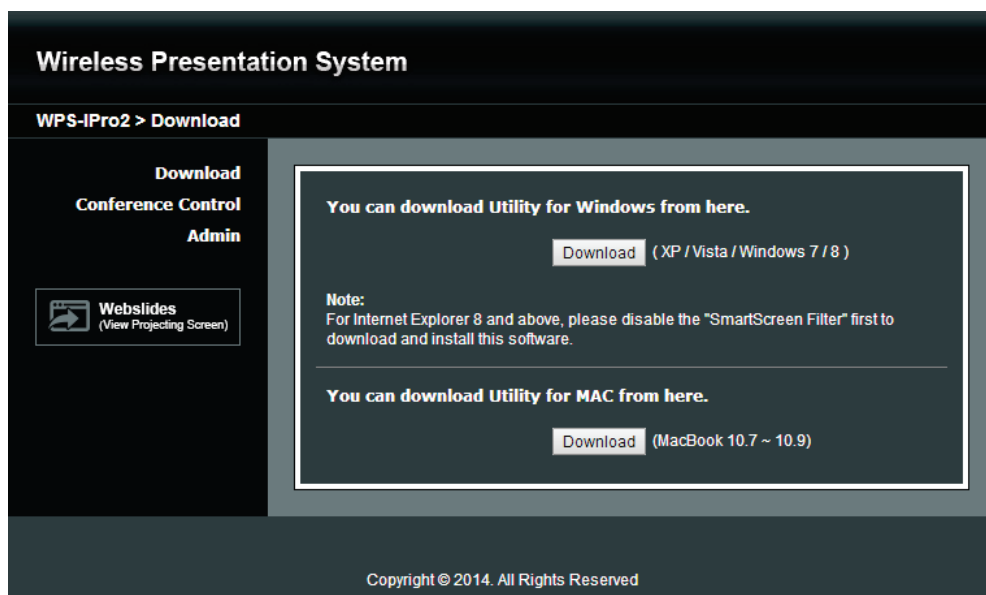 Wireless Presentation System
WPS-IPro2 > Download
Download
Conference Control
Admin
Webslides
(View Projecting Screen)
You can download Utility for Windows from here.
Download ( XP / Vista / Windows 7 / 8 )
Note:
For Internet Explorer 8 and above, please disable the "SmartScreen Filter" first to
download and install this software.
You can download Utility for MAC from here.
Download (MacBook 10.7 ~ 10.9)
Copyright © 2014. All Rights Reserved